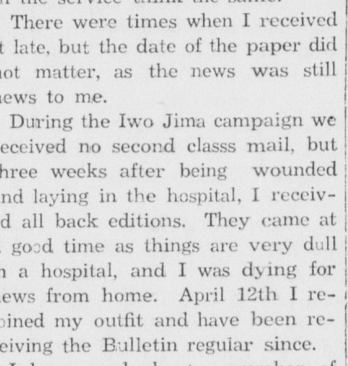 There were times when I received
t late, but the date of the paper did
not matter, as the news was still
news to me.
During the Iwo Jima campaign we
received no second classs mail, but
three weeks after being wounded
and laying in the hospital, I receiv-
d all back editions. They came at
good time as things are very dull
n a hospital, and I was dying for
news from home. April 12th I re-
oined my outfit and have been re-
eiving the Bulletin regular since.